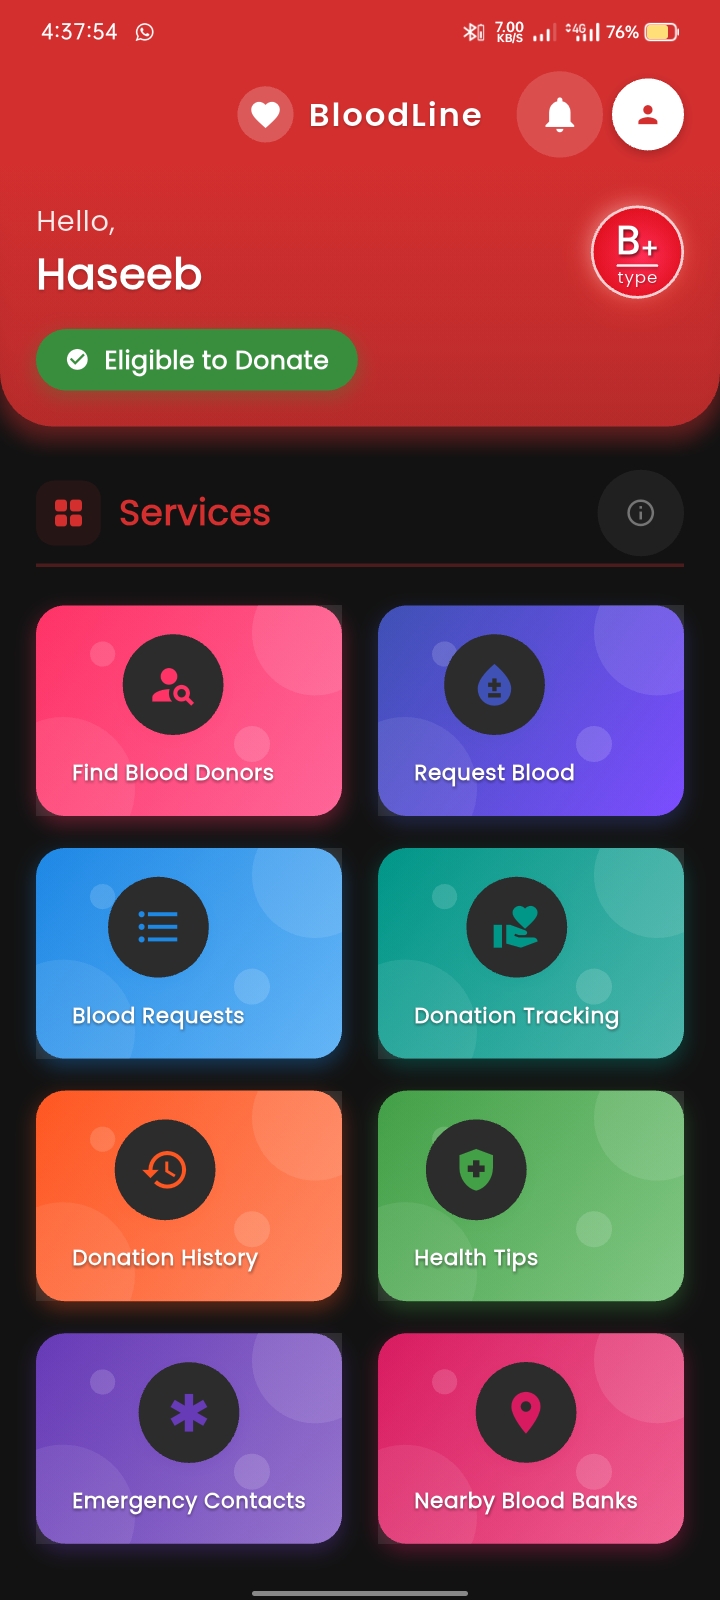 4:37:54 7.00 KB/S 4G 76%
BloodLine
Hello,
Haseeb
B+
type
Eligible to Donate
Services
Find Blood Donors
Request Blood
Blood Requests
Donation Tracking
Donation History
Health Tips
Emergency Contacts
Nearby Blood Banks